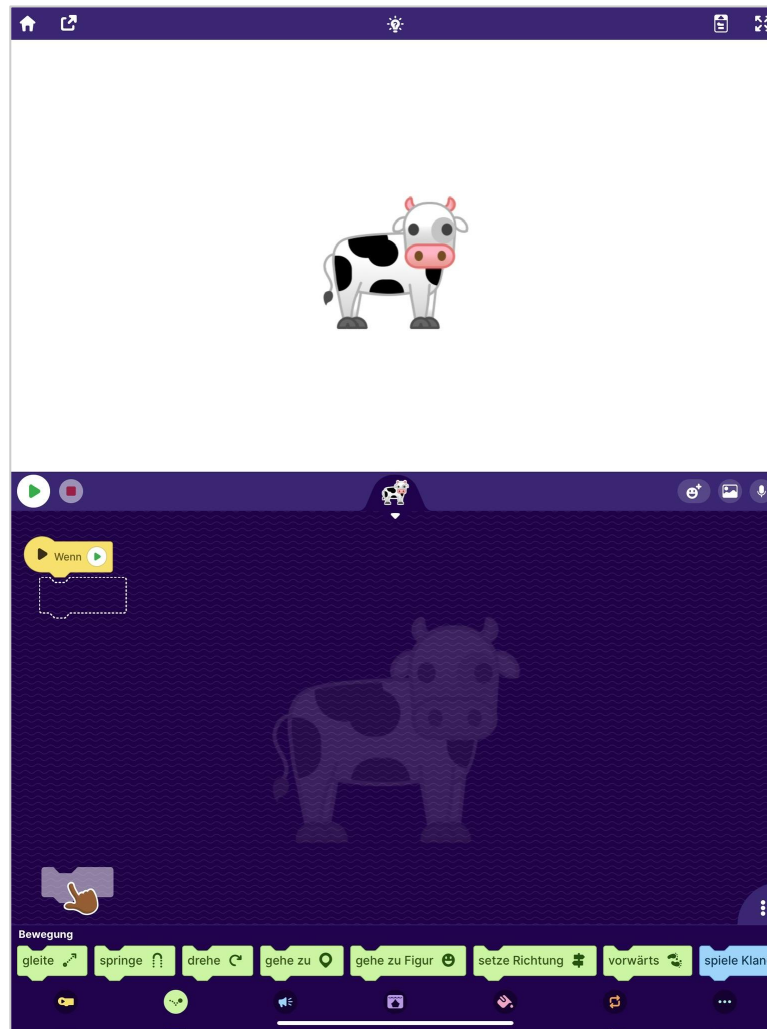 Wenn
Bewegung
gleite springe drehe gehe zu gehe zu Figur setze Richtung vorwärts spiele Klan